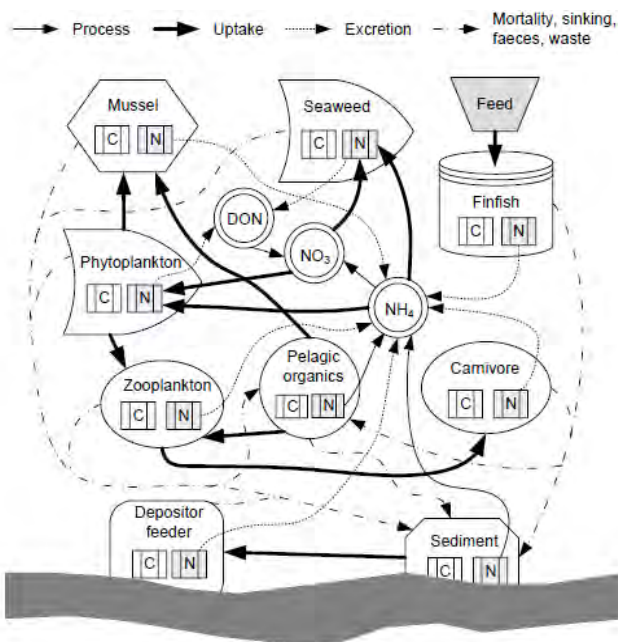 Process
Uptake
Excretion
Mortality, sinking,
faeces, waste
Mussel
C N
Seaweed
C N
Feed
Finfish
C N
DON
NO3
Phytoplankton
C N
NH4
Zooplankton
C N
Pelagic
organics
C N
Carnivore
C N
Depositor
feeder
C N
Sediment
C N